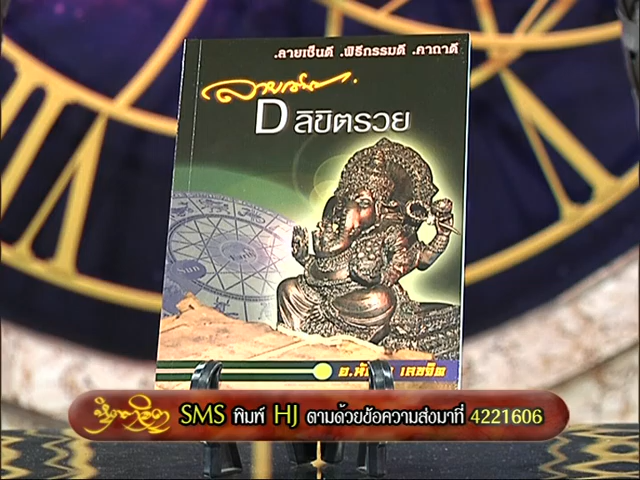 .ลายเซ็นดี .พิธีกรรมดี .คาถาดี
ลายเซ็น
D ลิขิตรวย
SMS พิมพ์ HJ ตามด้วยข้อความส่งมาที่ 4221606